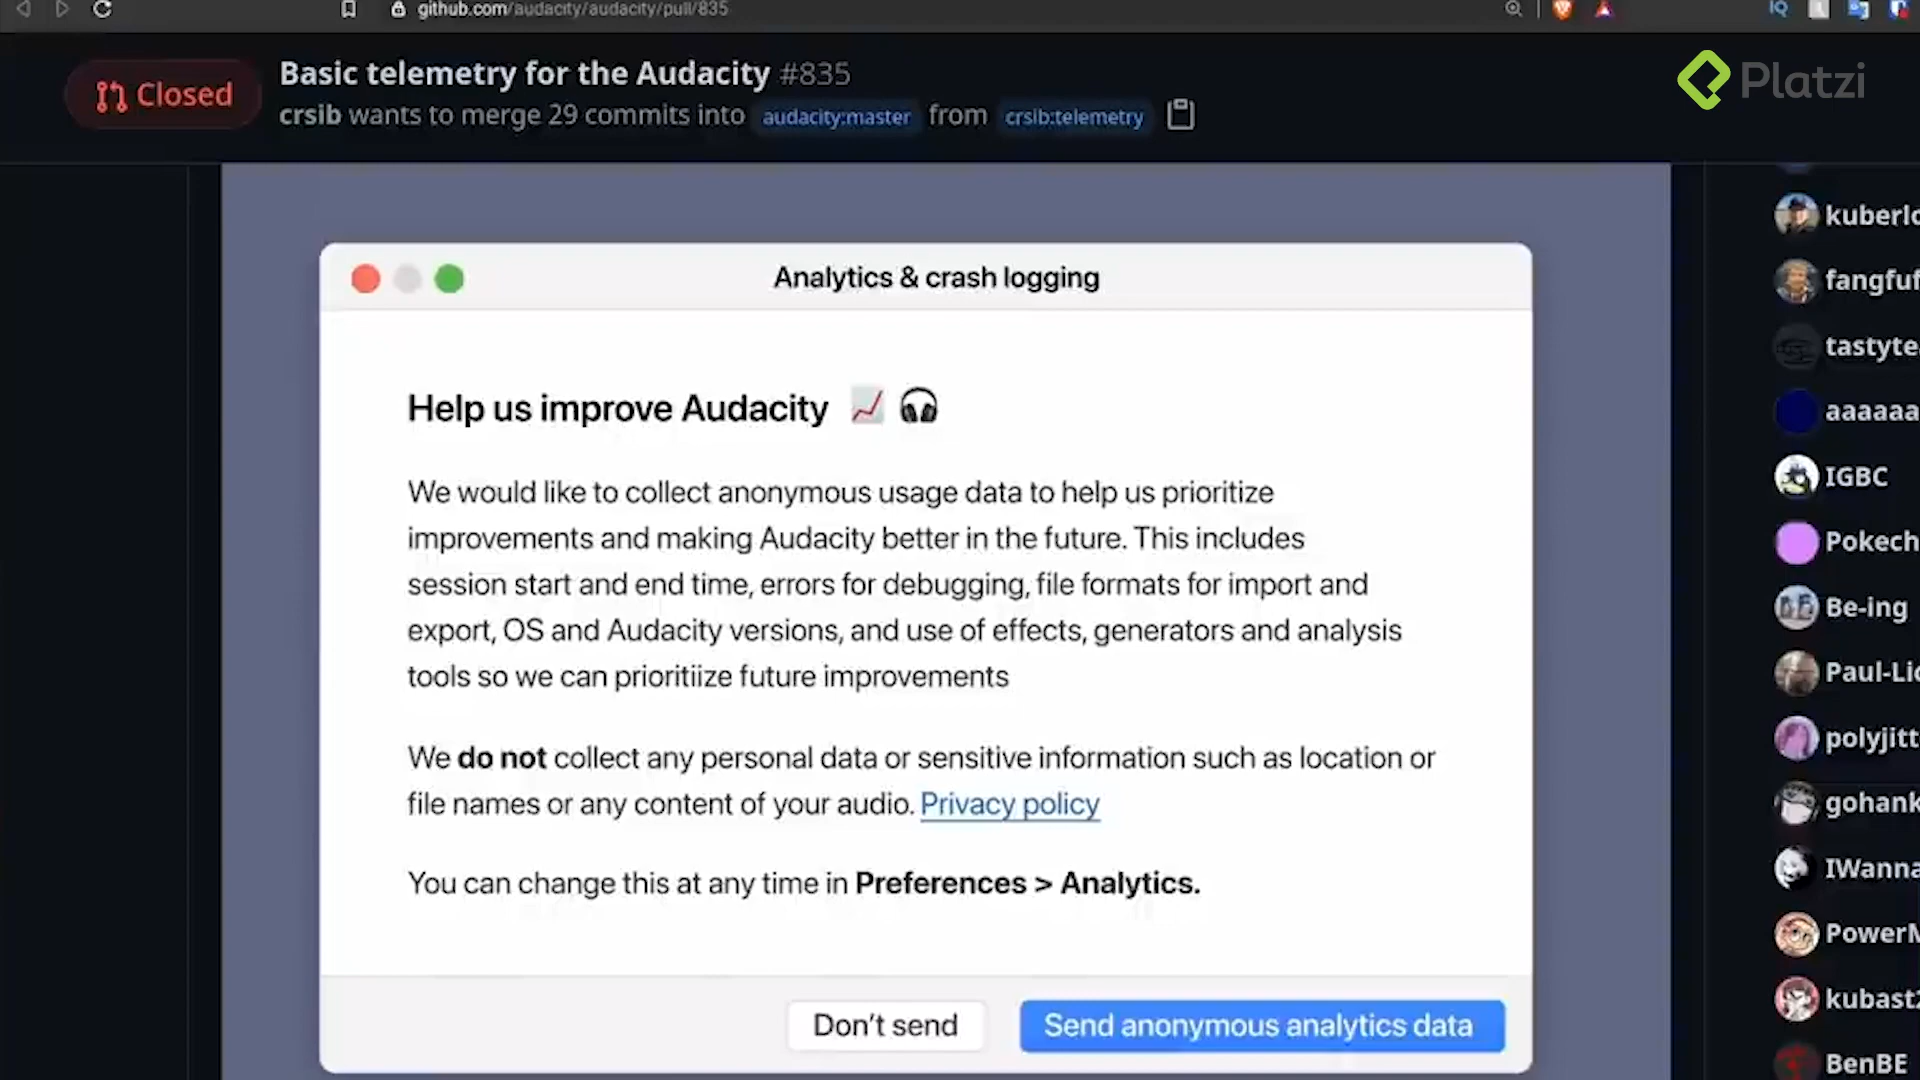 github.com/audacity/audacity/pull/835
Platzi
Closed
Basic telemetry for the Audacity #835
crsib wants to merge 29 commits into audacity:master from crsib:telemetry
Analytics & crash logging
Help us improve Audacity
We would like to collect anonymous usage data to help us prioritize
improvements and making Audacity better in the future. This includes
session start and end time, errors for debugging, file formats for import and
export, OS and Audacity versions, and use of effects, generators and analysis
tools so we can prioritiize future improvements
We do not collect any personal data or sensitive information such as location or
file names or any content of your audio. Privacy policy
You can change this at any time in Preferences > Analytics.
Don't send
Send anonymous analytics data
IGBC
Be-ing
BenBE